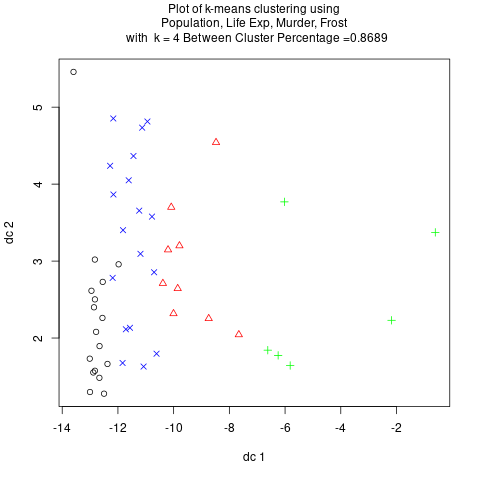 Plot of k-means clustering using
Population, Life Exp, Murder, Frost
with k = 4 Between Cluster Percentage =0.8689
5
4
3
2
dc 2
-14 -12 -10 -8 -6 -4 -2
dc 1